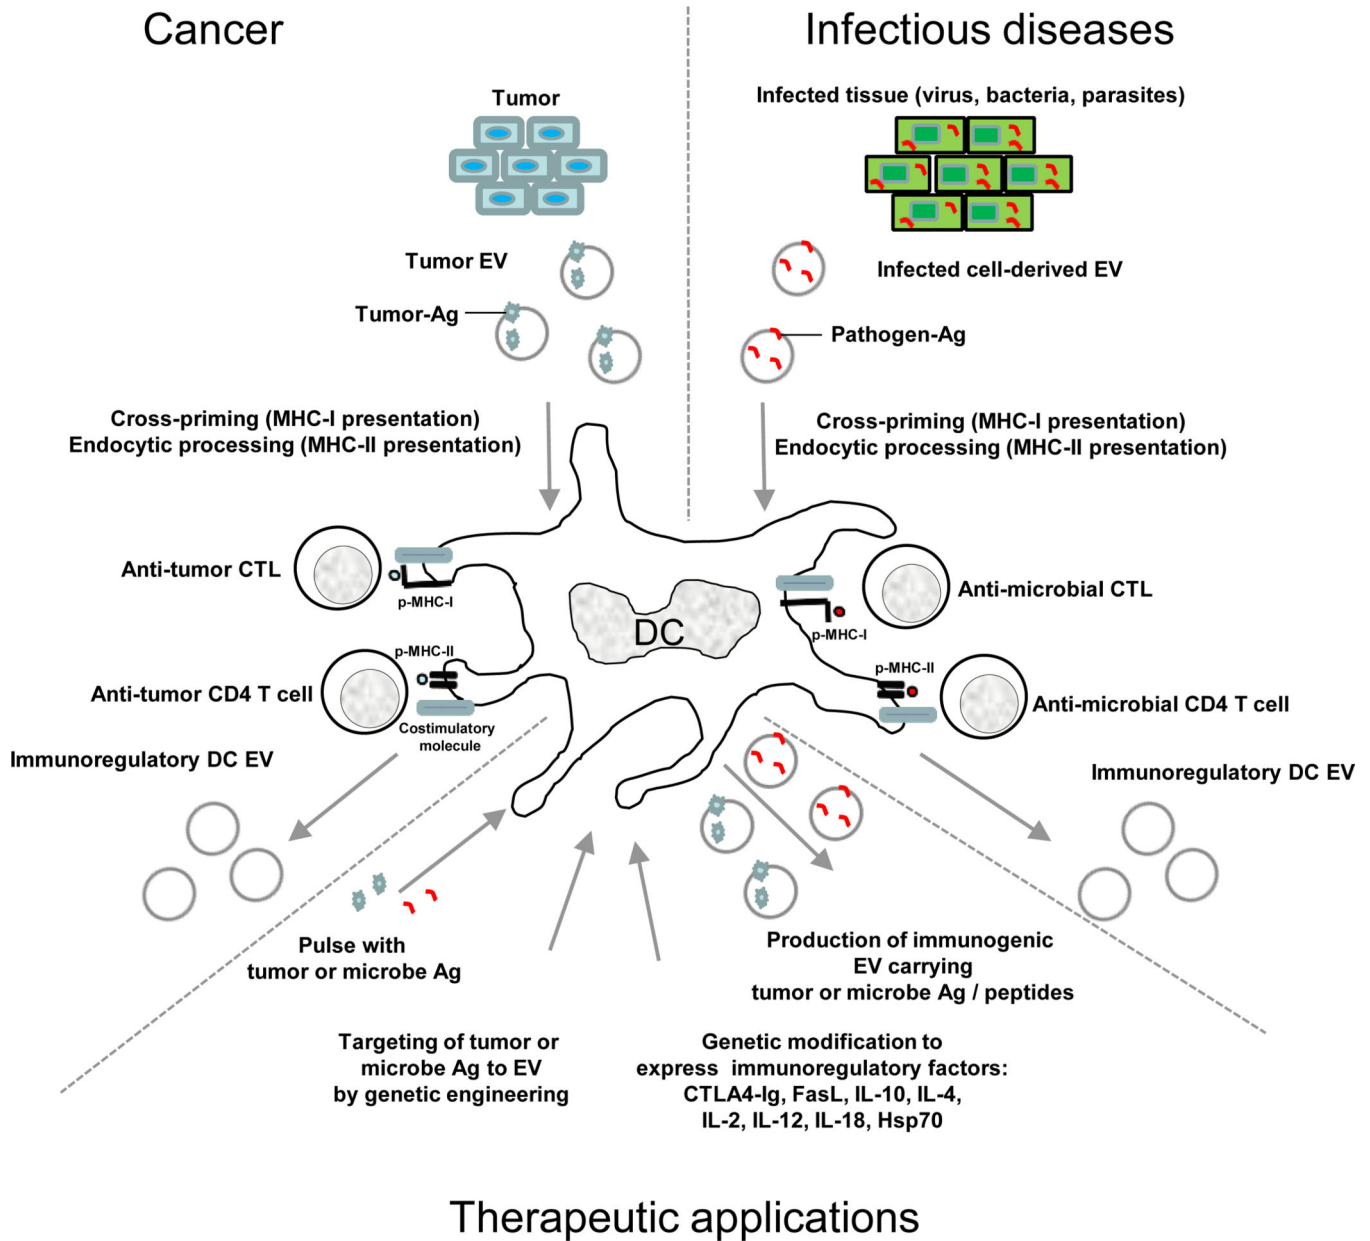 Cancer
Infectious diseases
Tumor
Infected tissue (virus, bacteria, parasites)
Tumor EV
Infected cell-derived EV
Tumor-Ag
Pathogen-Ag
Cross-priming (MHC-I presentation)
Endocytic processing (MHC-II presentation)
Cross-priming (MHC-I presentation)
Endocytic processing (MHC-II presentation)
Anti-tumor CTL
p-MHC-I
Anti-microbial CTL
p-MHC-I
DC
p-MHC-II
Anti-tumor CD4 T cell
Costimulatory
molecule
p-MHC-II
Anti-microbial CD4 T cell
Immunoregulatory DC EV
Immunoregulatory DC EV
Pulse with
tumor or microbe Ag
Production of immunogenic
EV carrying
tumor or microbe Ag / peptides
Targeting of tumor or
microbe Ag to EV
by genetic engineering
Genetic modification to
express immunoregulatory factors:
CTLA4-Ig, FasL, IL-10, IL-4,
IL-2, IL-12, IL-18, Hsp70
Therapeutic applications